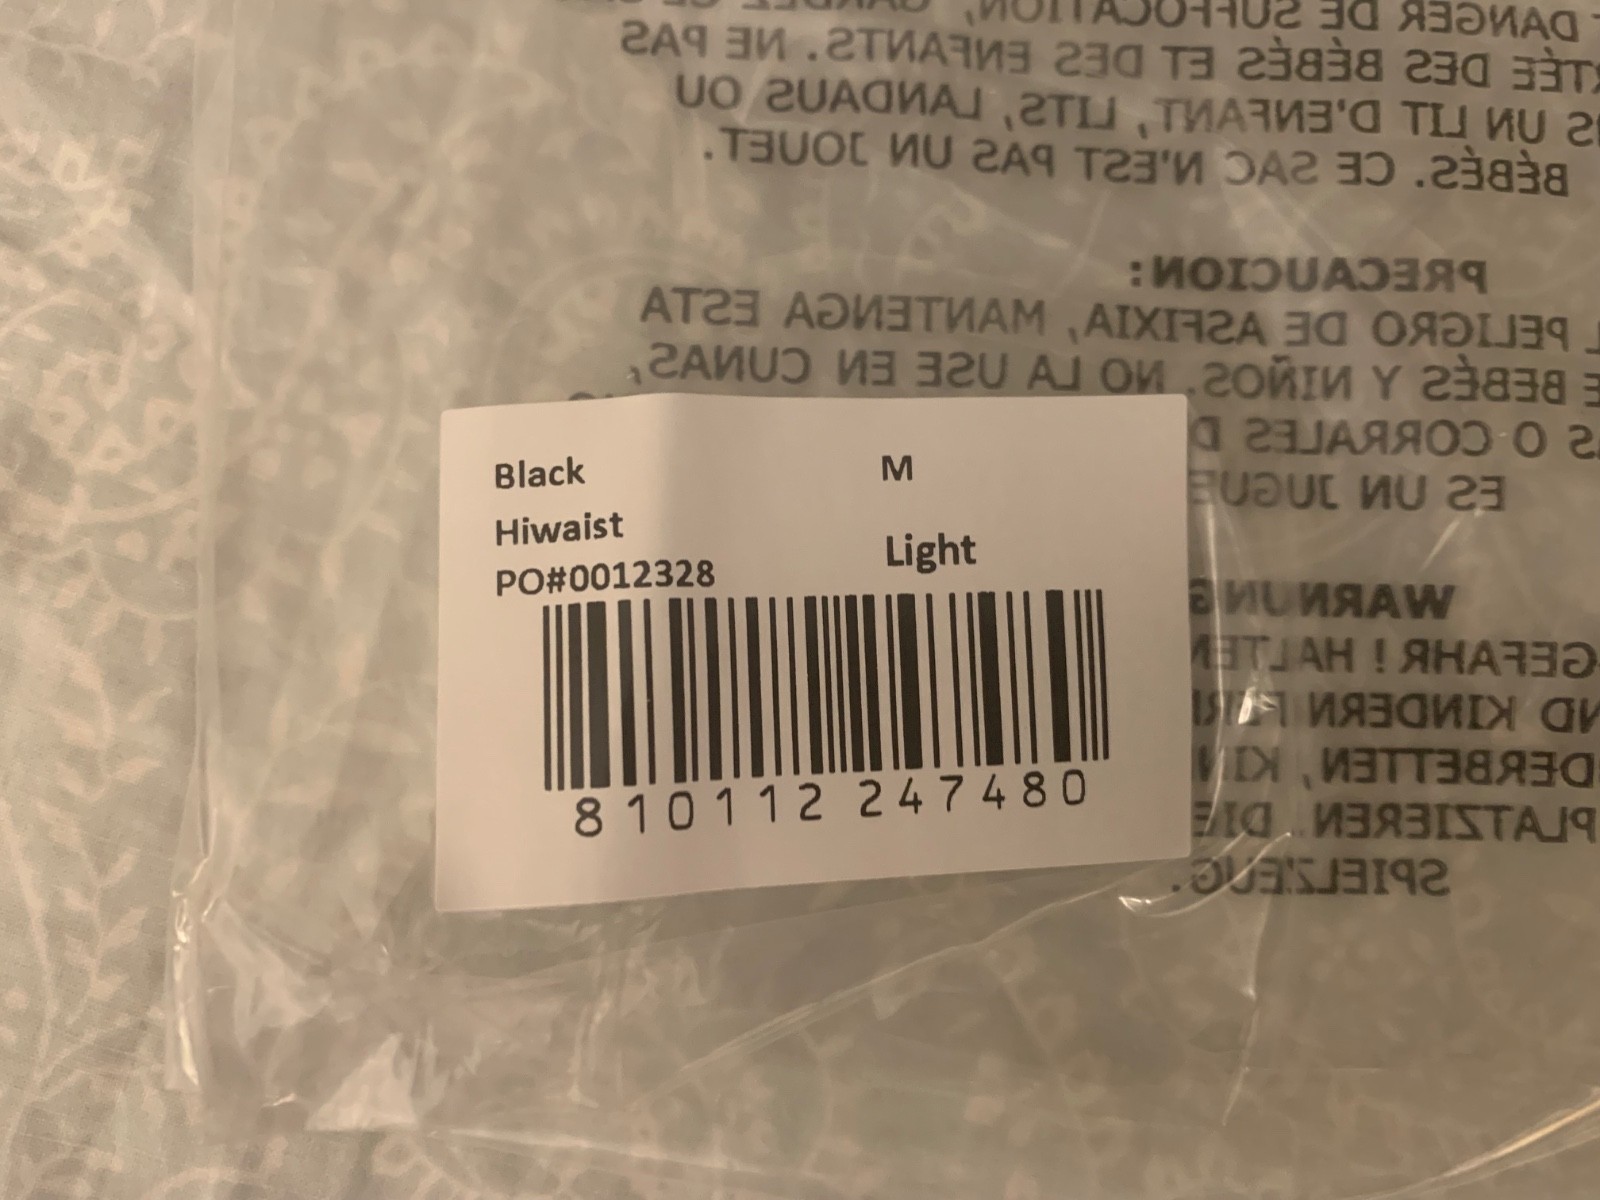 DANGER DE SUFFOCATION,
DES BÉBÉS ET DES ENFANTS. NE PAS
UN LIT D'ENFANT, LITS, LANDAUS OU
BÉBÉS. CE SAC N'EST PAS UN JOUET.
PRECAUCION:
PELIGRO DE ASFIXIA, MANTENGA ESTA
BEBÉS Y NIÑOS. NO LA USE EN CUNAS,
O CORRALES
ES UN
Black M
Hiwaist
Light
PO#0012328
810112 247480
WARNUNG
GEFAHR! HALTEN
KINDERN
PLATZIEREN. DIE
SPIELZEUG.